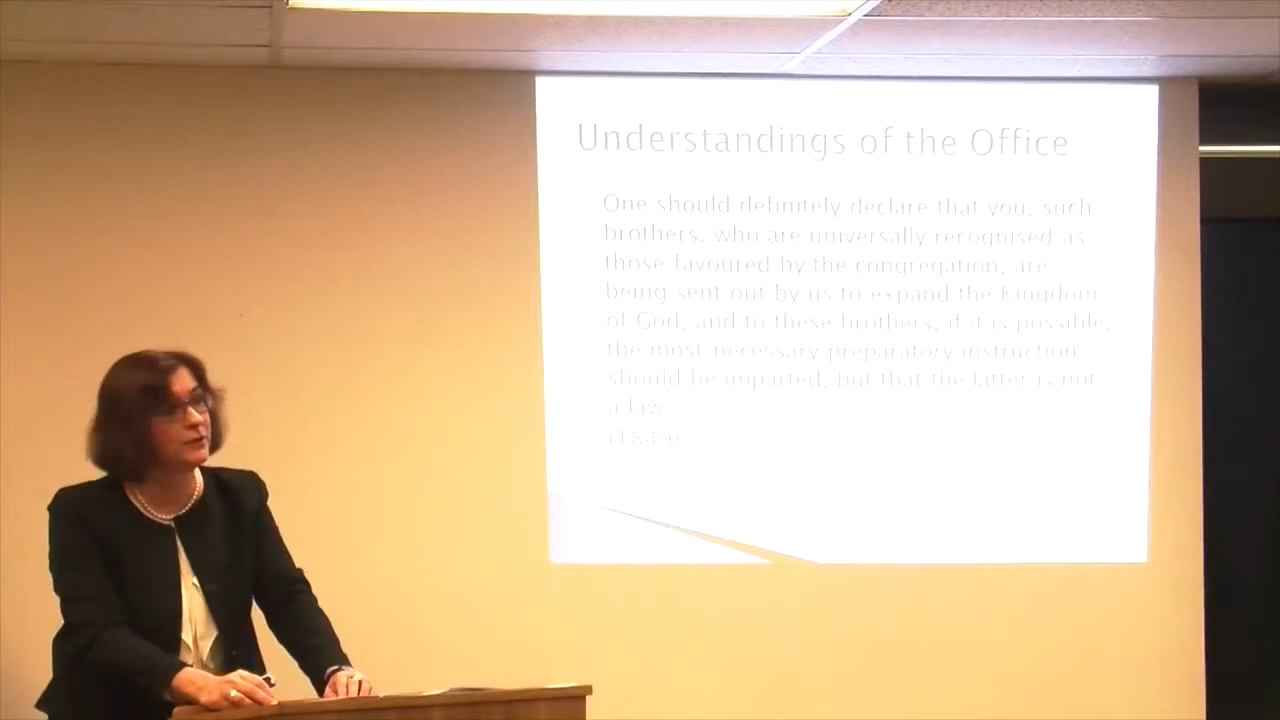 Understandings of the Office
One should definitely declare that you, such
brothers, who are universally recognised as
those favoured by the congregation, are
being sent out by us to expand the Kingdom
of God, and to these brothers, if it is possible,
the most necessary preparatory instruction
should be imparted, but that the latter is not
a law
(1849)